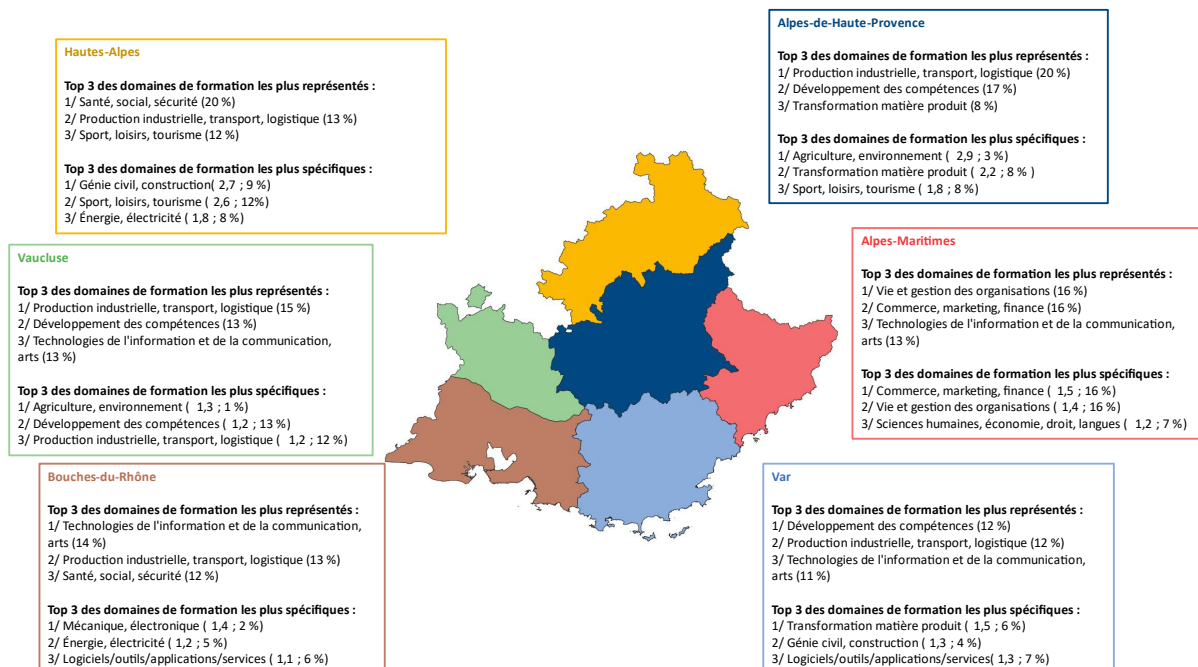 Hautes-Alpes
Top 3 des domaines de formation les plus représentés :
1/ Santé, social, sécurité (20 %)
2/ Production industrielle, transport, logistique (13 %)
3/ Sport, loisirs, tourisme (12 %)
Top 3 des domaines de formation les plus spécifiques :
1/ Génie civil, construction( 2,7 ; 9 %)
2/ Sport, loisirs, tourisme ( 2,6 ; 12%)
3/ Énergie, électricité ( 1,8 ; 8 %)
Alpes-de-Haute-Provence
Top 3 des domaines de formation les plus représentés :
1/ Production industrielle, transport, logistique (20 %)
2/ Développement des compétences (17 %)
3/ Transformation matière produit (8 %)
Top 3 des domaines de formation les plus spécifiques :
1/ Agriculture, environnement ( 2,9 ; 3 %)
2/ Transformation matière produit ( 2,2 ; 8 % )
3/ Sport, loisirs, tourisme ( 1,8 ; 8 %)
Vaucluse
Top 3 des domaines de formation les plus représentés :
1/ Production industrielle, transport, logistique (15 %)
2/ Développement des compétences (13 %)
3/ Technologies de l'information et de la communication,
arts (13 %)
Top 3 des domaines de formation les plus spécifiques :
1/ Agriculture, environnement ( 1,3 ; 1 %)
2/ Développement des compétences ( 1,2 ; 13 %)
3/ Production industrielle, transport, logistique ( 1,2 ; 12 %)
Alpes-Maritimes
Top 3 des domaines de formation les plus représentés :
1/ Vie et gestion des organisations (16 %)
2/ Commerce, marketing, finance (16 %)
3/ Technologies de l'information et de la communication,
arts (13 %)
Top 3 des domaines de formation les plus spécifiques :
1/ Commerce, marketing, finance ( 1,5 ; 16 %)
2/ Vie et gestion des organisations ( 1,4 ; 16 %)
3/ Sciences humaines, économie, droit, langues ( 1,2 ; 7 %)
Bouches-du-Rhône
Top 3 des domaines de formation les plus représentés :
1/ Technologies de l'information et de la communication,
arts (14 %)
2/ Production industrielle, transport, logistique (13 %)
3/ Santé, social, sécurité (12 %)
Top 3 des domaines de formation les plus spécifiques :
1/ Mécanique, électronique ( 1,4 ; 2 %)
2/ Énergie, électricité ( 1,2 ; 5 %)
3/ Logiciels/outils/applications/services ( 1,1 ; 6 %)
Var
Top 3 des domaines de formation les plus représentés :
1/ Développement des compétences (12 %)
2/ Production industrielle, transport, logistique (12 %)
3/ Technologies de l'information et de la communication,
arts (11 %)
Top 3 des domaines de formation les plus spécifiques :
1/ Transformation matière produit ( 1,5 ; 6 %)
2/ Génie civil, construction ( 1,3 ; 4 %)
3/ Logiciels/outils/applications/services( 1,3 ; 7 %)